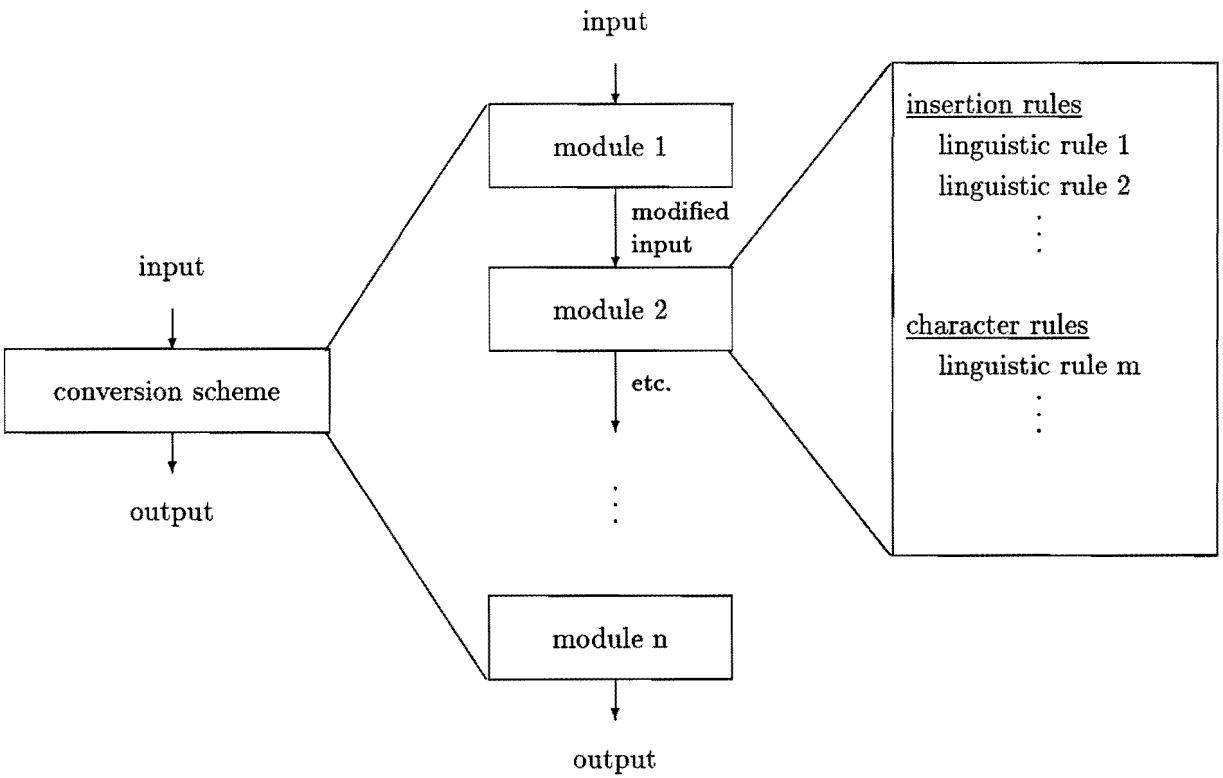 input
conversion scheme
output
input
module 1
modified
input
module 2
etc.
.
.
.
module n
output
insertion rules
linguistic rule 1
linguistic rule 2
.
.
.
character rules
linguistic rule m
.
.
.